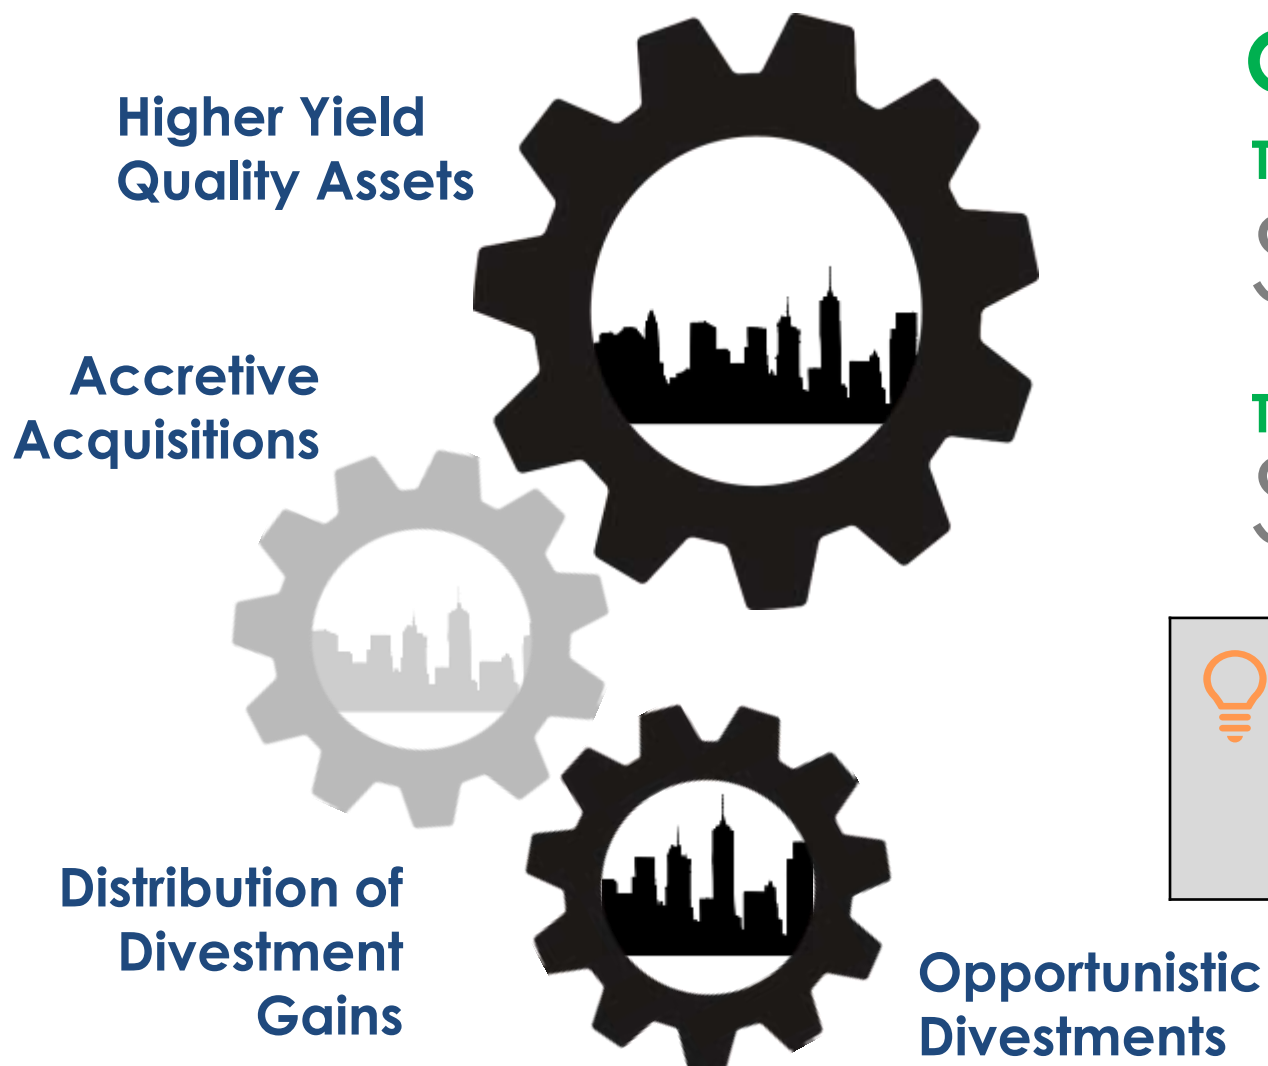 Higher Yield
Quality Assets
Accretive
Acquisitions
Distribution of
Divestment
Gains
Opportunistic
Divestments